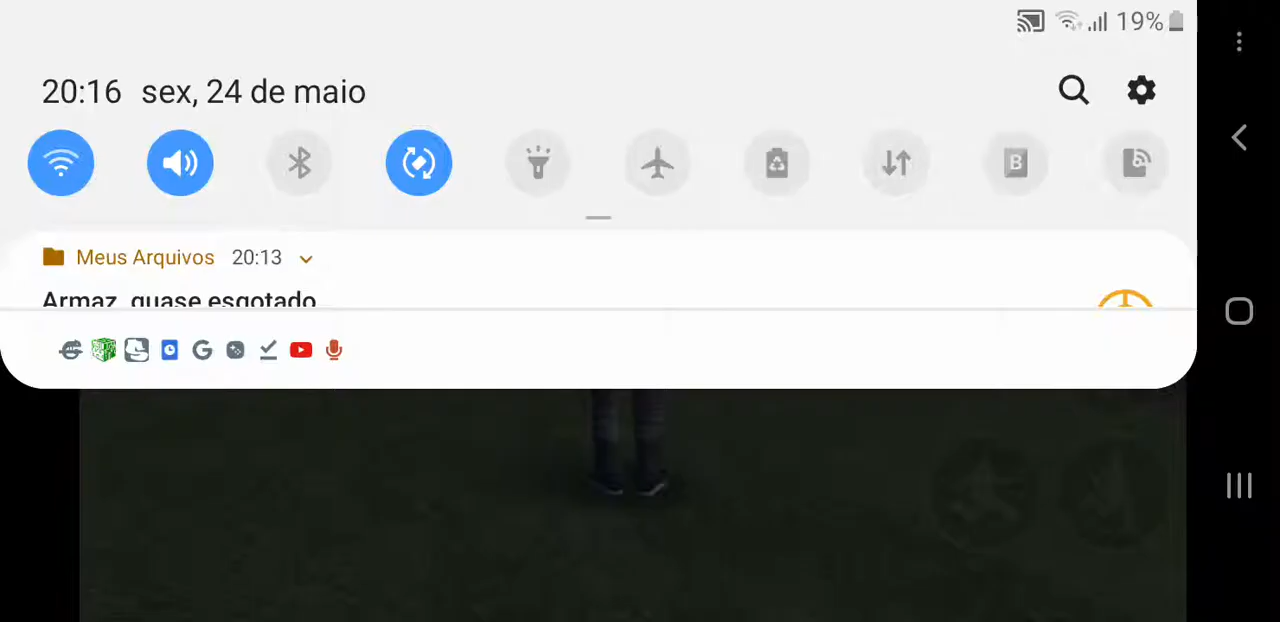 19%
20:16 sex, 24 de maio
B
Meus Arquivos 20:13
Armaz. quase esgotado
G